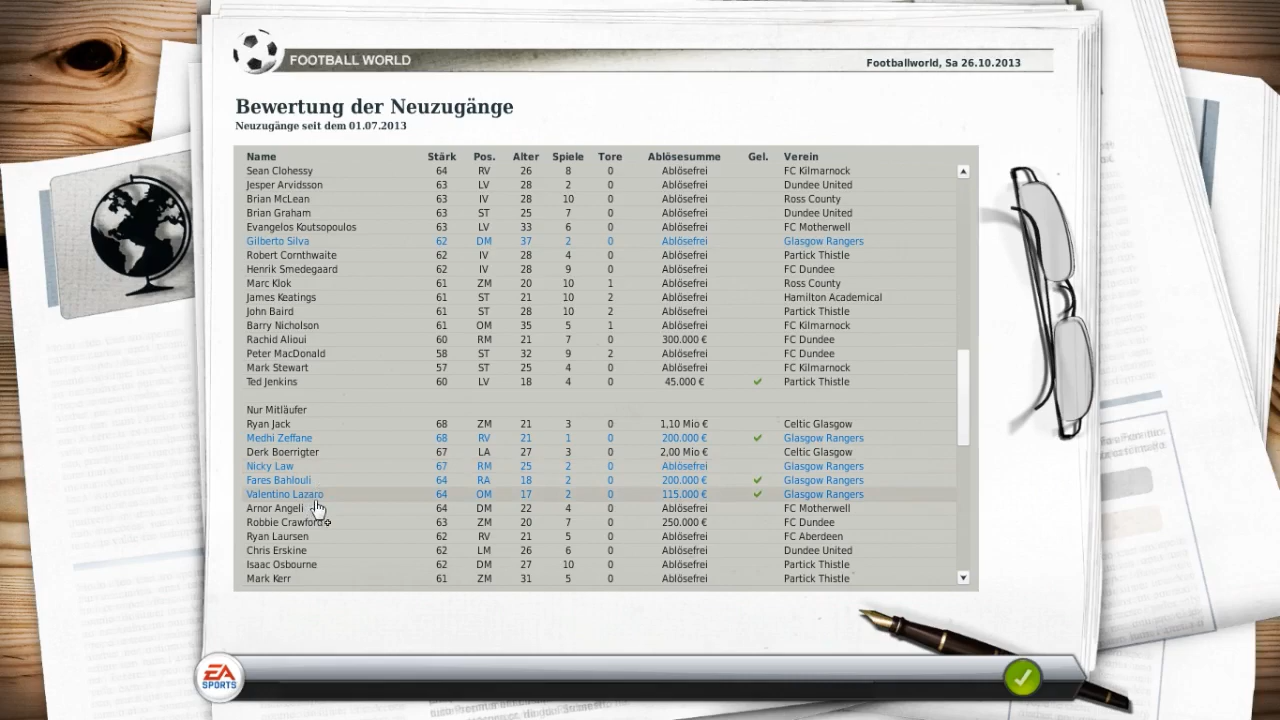 FOOTBALL WORLD
Footballworld, Sa 26.10.2013
Bewertung der Neuzugänge
Neuzugänge seit dem 01.07.2013
Name Stärk Pos. Alter Spiele Tore Ablösesumme Gel. Verein
Sean Clohessy 64 RV 26 8 0 Ablösefrei FC Kilmarnock
Jesper Arvidsson 63 LV 28 2 0 Ablösefrei Dundee United
Brian McLean 63 IV 28 10 0 Ablösefrei Ross County
Brian Graham 63 ST 25 7 0 Ablösefrei Dundee United
Evangelos Koutsopoulos 63 LV 33 6 0 Ablösefrei FC Motherwell
Gilberto Silva 62 DM 37 2 0 Ablösefrei Glasgow Rangers
Robert Cornthwaite 62 IV 28 4 0 Ablösefrei Partick Thistle
Henrik Smedegaard 62 IV 28 9 0 Ablösefrei FC Dundee
Marc Klok 61 ZM 20 10 1 Ablösefrei Ross County
James Keatings 61 ST 21 10 2 Ablösefrei Hamilton Academical
John Baird 61 ST 28 10 2 Ablösefrei Partick Thistle
Barry Nicholson 61 OM 35 5 1 Ablösefrei FC Kilmarnock
Rachid Alioui 60 RM 21 7 0 300.000 € FC Dundee
Peter MacDonald 58 ST 32 9 2 Ablösefrei FC Dundee
Mark Stewart 57 ST 25 4 0 Ablösefrei FC Kilmarnock
Ted Jenkins 60 LV 18 4 0 45.000 € Partick Thistle
Nur Mitläufer
Ryan Jack 68 ZM 21 3 0 1,10 Mio € Celtic Glasgow
Medhi Zeffane 68 RV 21 1 0 200.000 € Glasgow Rangers
Derk Boerrigter 67 LA 27 3 0 2,00 Mio € Celtic Glasgow
Nicky Law 67 RM 25 2 0 Ablösefrei Glasgow Rangers
Fares Bahlouli 64 RA 18 2 0 200.000 € Glasgow Rangers
Valentino Lazaro 64 OM 17 2 0 115.000 € Glasgow Rangers
Arnor Angeli 64 DM 22 4 0 Ablösefrei FC Motherwell
Robbie Crawford 63 ZM 20 7 0 250.000 € FC Dundee
Ryan Laursen 62 RV 21 5 0 Ablösefrei FC Aberdeen
Chris Erskine 62 LM 26 6 0 Ablösefrei Dundee United
Isaac Osbourne 62 DM 27 10 0 Ablösefrei Partick Thistle
Mark Kerr 61 ZM 31 5 0 Ablösefrei Partick Thistle
EA
SPORTS